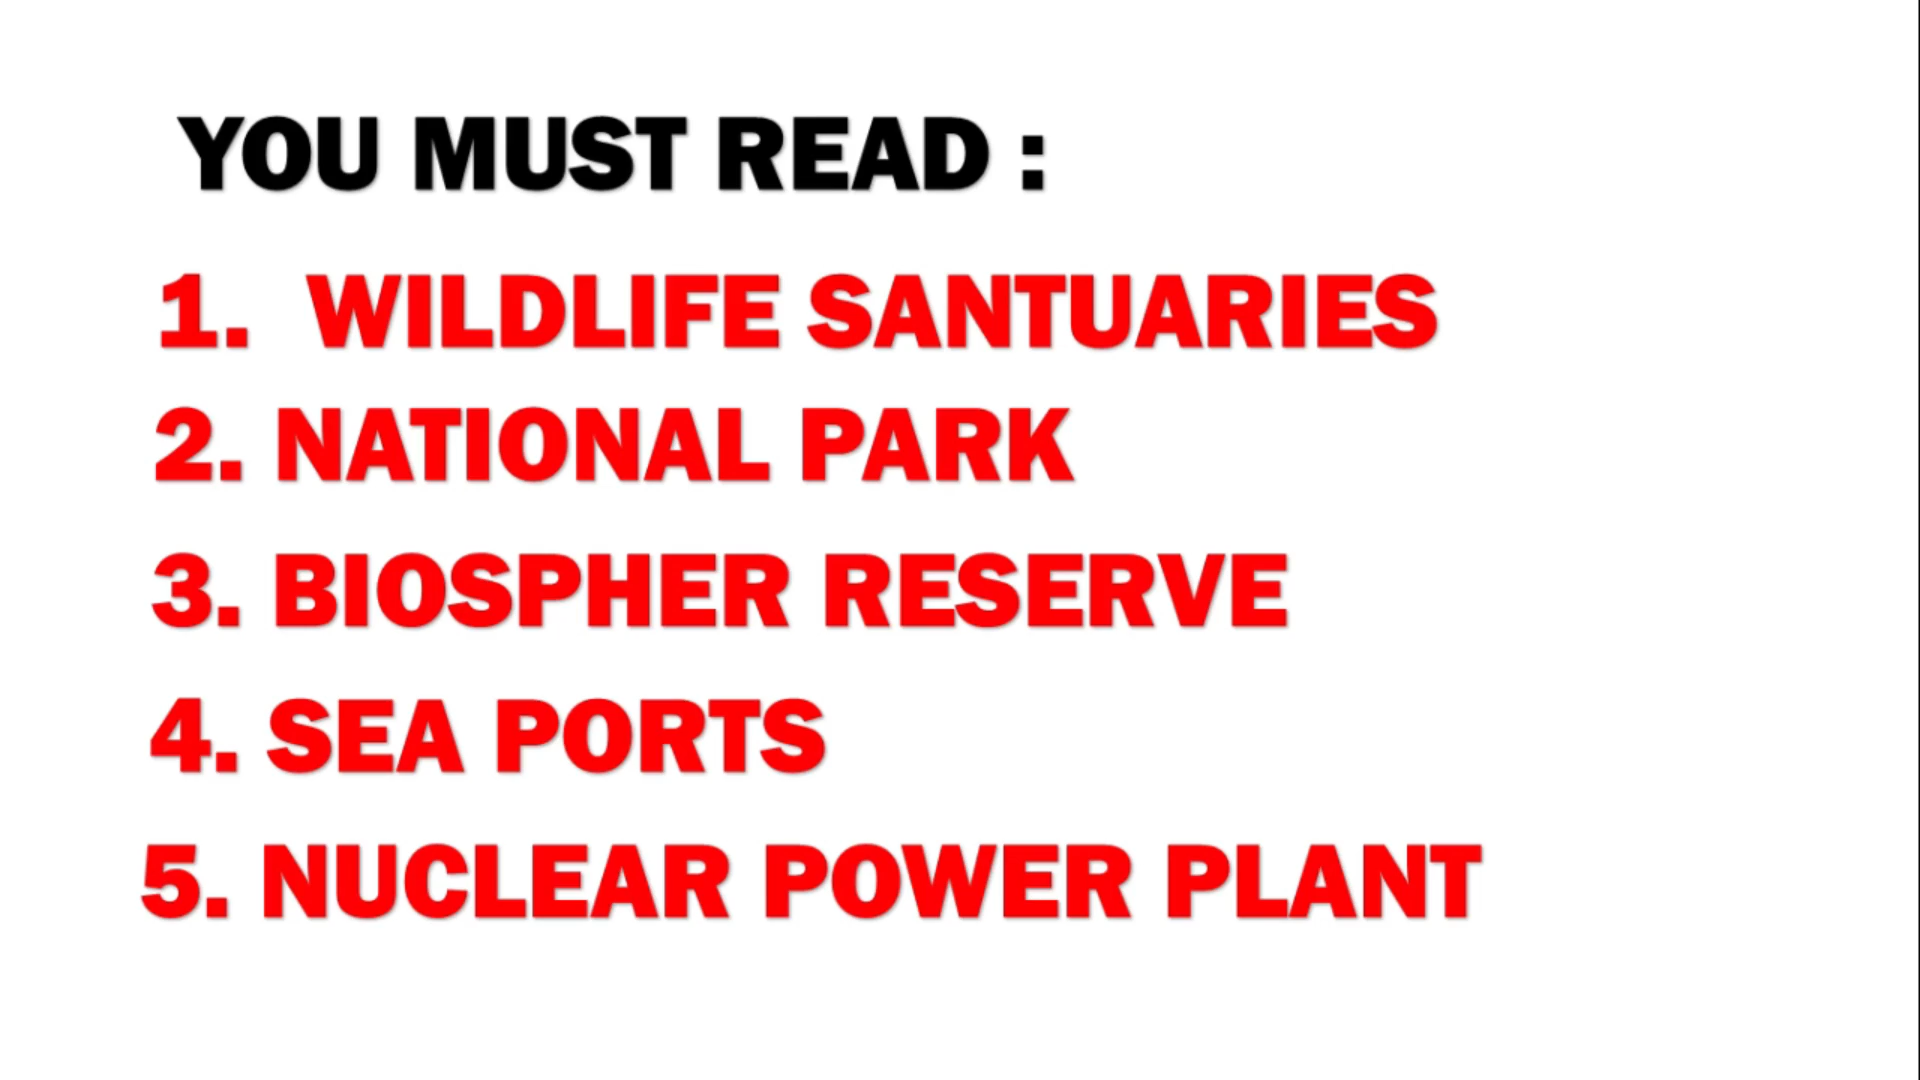 YOU MUST READ :
1. WILDLIFE SANTUARIES
2. NATIONAL PARK
3. BIOSPHER RESERVE
4. SEA PORTS
5. NUCLEAR POWER PLANT